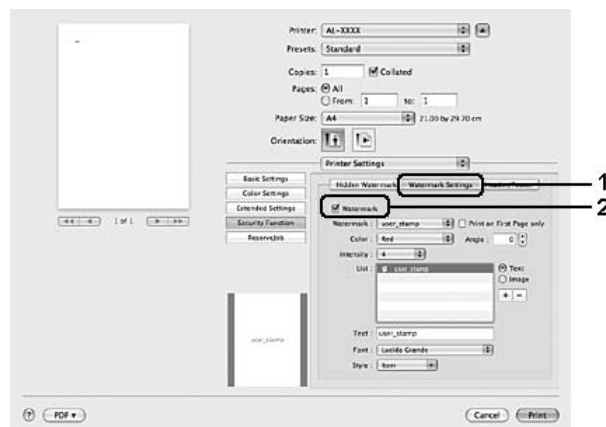 Printer: AL-XXXX
Presets: Standard
Copies: 1 Collated
Pages: All
From: 1 to: 1
Paper Size: A4 21.00 by 29.70 cm
Orientation:
Printer Settings
Basic Settings
Color Settings
Extended Settings
Security Function
ReserveJob
Hidden Watermark Watermark Settings 1
Watermark 2
Watermark: user_stamp Print on First Page only
Color: Red Angle: 0
Intensity: 4
List: user_stamp Text
Image
+ -
Text: user_stamp
Font: Lucida Grande
Style: Item
1 of 1
user_stamp
? PDF Cancel Print